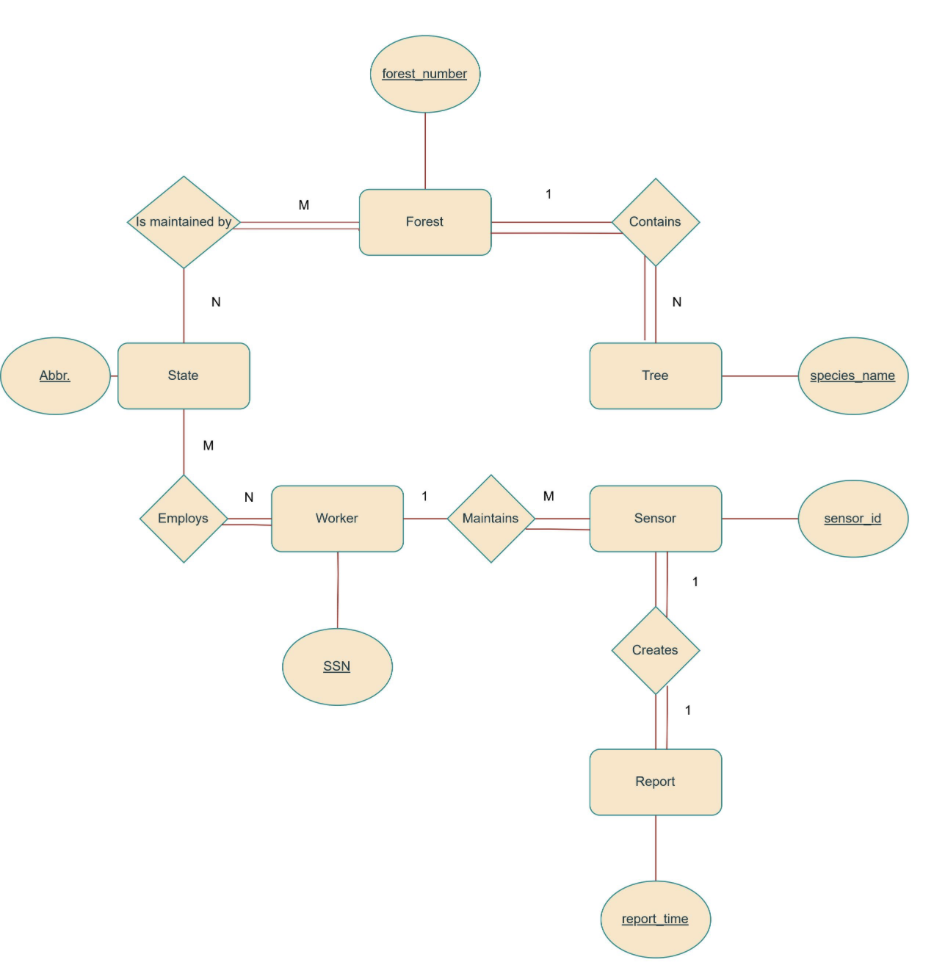 forest_number
M
1
Is maintained by
Forest
Contains
N
N
Abbr.
State
Tree
species_name
M
N
1
M
Employs
Worker
Maintains
Sensor
sensor_id
1
Creates
SSN
1
Report
report_time